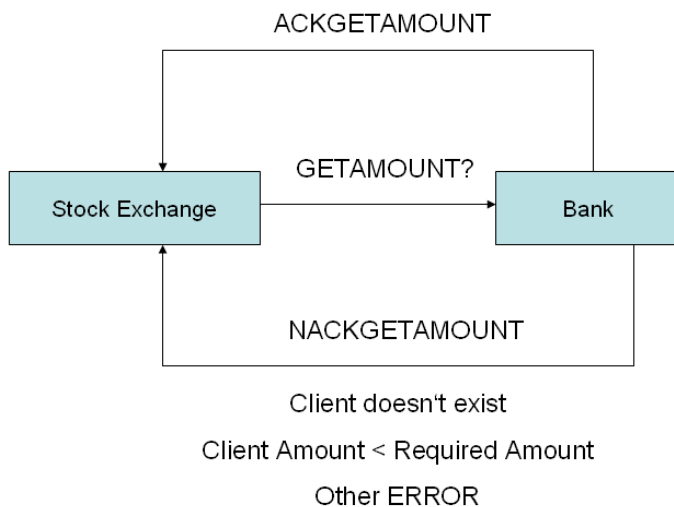 ACKGETAMOUNT
GETAMOUNT?
Stock Exchange
Bank
NACKGETAMOUNT
Client doesn‘t exist
Client Amount < Required Amount
Other ERROR